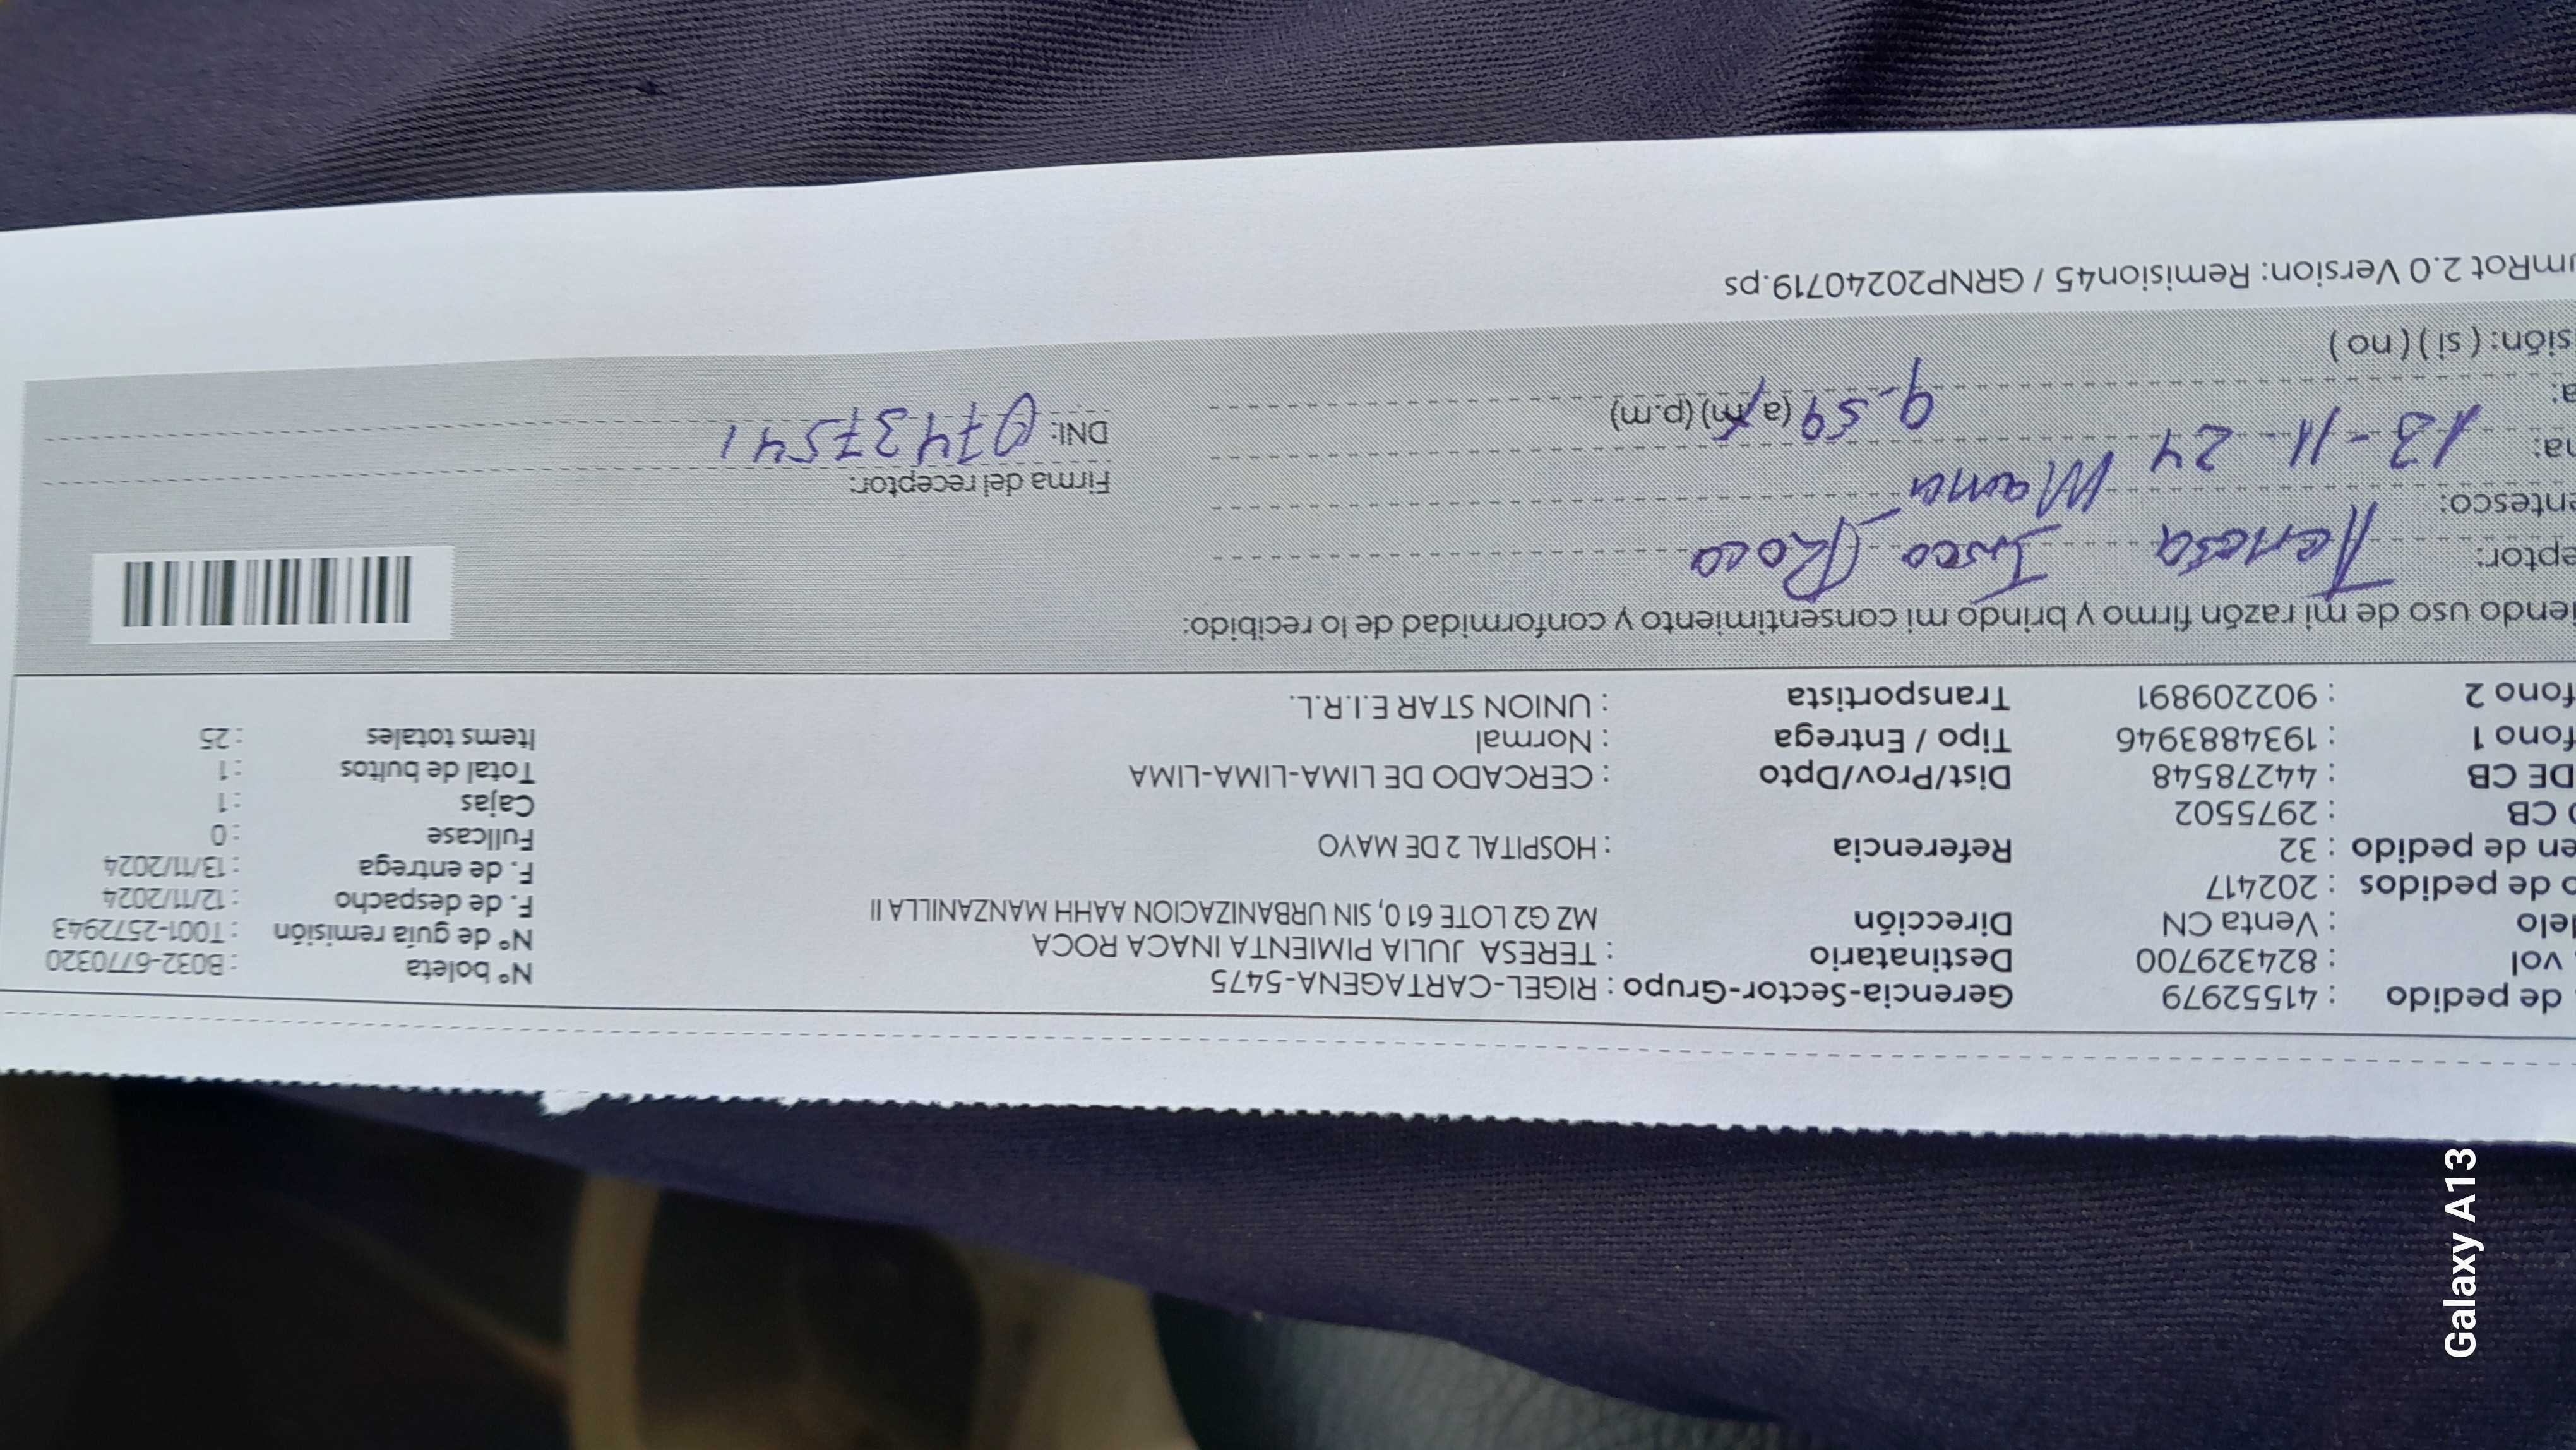 de pedido : 41552979 Gerencia-Sector-Grupo : RIGEL-CARTAGENA-5475 N° boleta : B032-6770320
vol : 824329700 Destinatario : TERESA JULIA PIMIENTA INACA ROCA N° de guía remisión : T001-2572943
elo : Venta CN Dirección MZ G2 LOTE 61 0, SIN URBANIZACION AAHH MANZANILLA II F. de despacho : 12/11/2024
o de pedidos : 202417 F. de entrega : 13/11/2024
en de pedido : 32 Referencia : HOSPITAL 2 DE MAYO Fullcase : 0
CB : 2975502 Cajas : 1
DE CB : 44278548 Dist/Prov/Dpto : CERCADO DE LIMA-LIMA-LIMA Total de bultos : 1
fono 1 : 1934883946 Tipo / Entrega : Normal Items totales : 25
fono 2 : 902209891 Transportista : UNION STAR E.I.R.L.
iendo uso de mi razón firmo y brindo mi consentimiento y conformidad de lo recibido:
eptor: Teresa Roca
entesco: Mama Firma del receptor:
ha: 13-11-24 9-59 (a.m) (p.m) DNI: 07437541
a:
sión: ( si ) ( no )
umRot 2.0 Version: Remision45 / GRNP20240719.ps
Galaxy A13